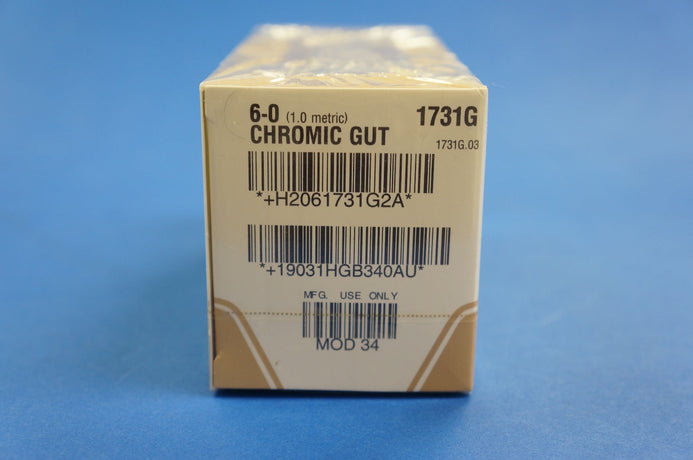 6-0 (1.0 metric) 1731G
CHROMIC GUT 1731G.03
*+H2061731G2A*
*+19031HGB340AU*
MFG. USE ONLY
MOD 34